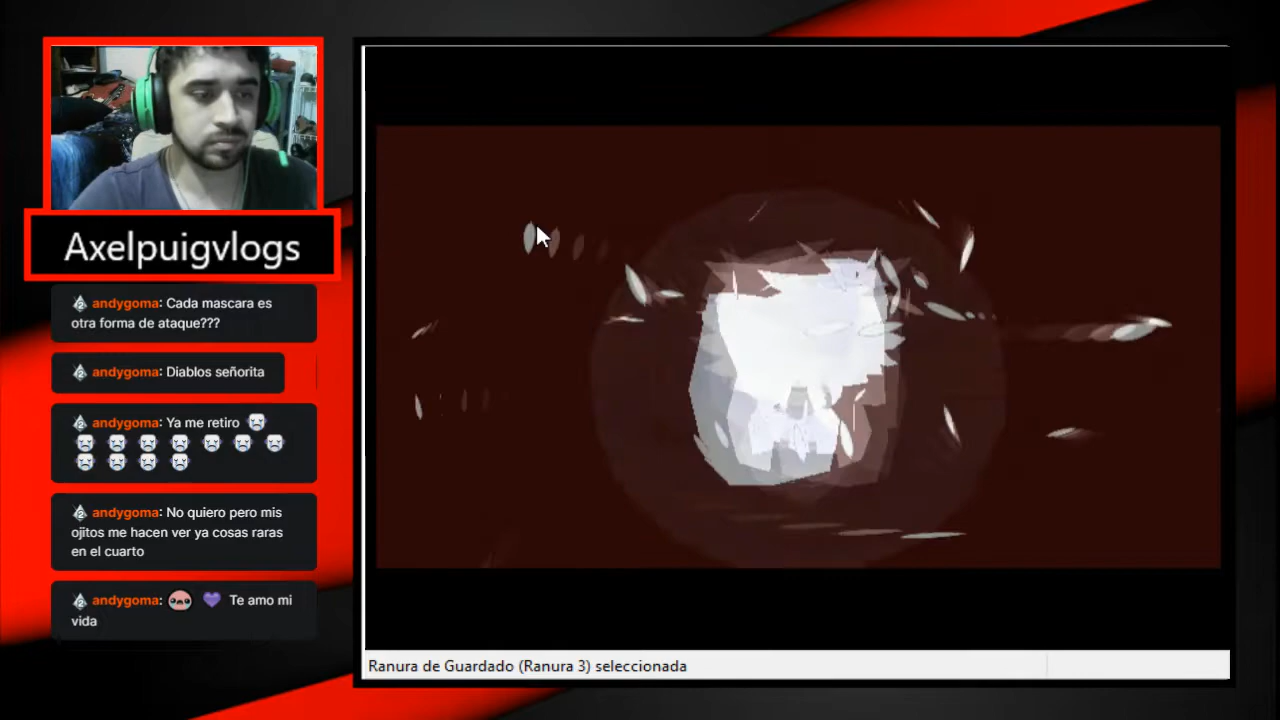 Axelpuigvlogs
andygoma: Cada mascara es
otra forma de ataque???
andygoma: Diablos señorita
andygoma: Ya me retiro
andygoma: No quiero pero mis
ojitos me hacen ver ya cosas raras
en el cuarto
andygoma: Te amo mi
vida
Ranura de Guardado (Ranura 3) seleccionada